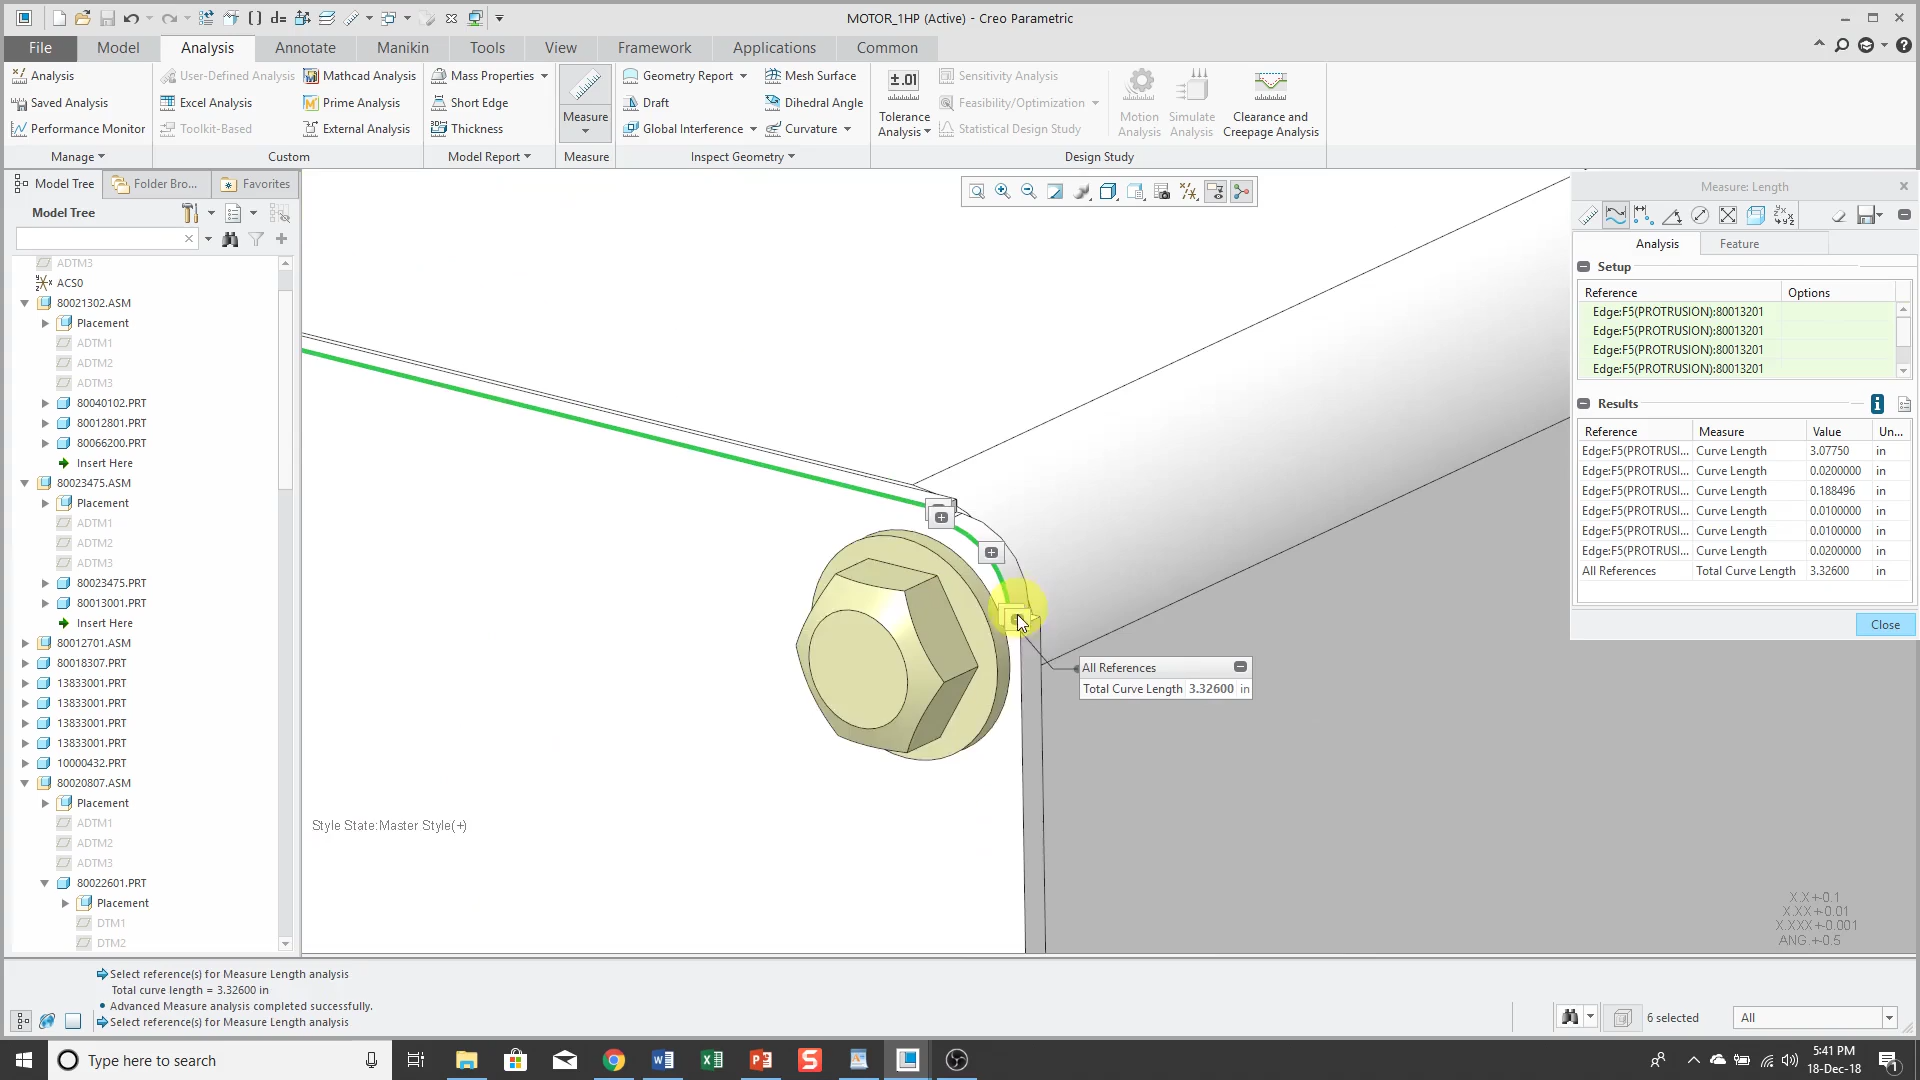 MOTOR_1HP (Active) - Creo Parametric
File
Model
Analysis
Annotate
Manikin
Tools
View
Framework
Applications
Common
Analysis
Saved Analysis
Performance Monitor
Manage
User-Defined Analysis
Excel Analysis
Toolkit-Based
Mathcad Analysis
Prime Analysis
External Analysis
Custom
Mass Properties
Short Edge
Thickness
Model Report
Measure
Measure
Geometry Report
Draft
Global Interference
Mesh Surface
Dihedral Angle
Curvature
Inspect Geometry
±.01
Tolerance
Analysis
Sensitivity Analysis
Feasibility/Optimization
Statistical Design Study
Motion
Analysis
Simulate
Analysis
Clearance and
Creepage Analysis
Design Study
Model Tree
Folder Bro...
Favorites
Model Tree
ADTM3
ACS0
80021302.ASM
Placement
ADTM1
ADTM2
ADTM3
80040102.PRT
80012801.PRT
80066200.PRT
Insert Here
80023475.ASM
Placement
ADTM1
ADTM2
ADTM3
80023475.PRT
80013001.PRT
Insert Here
80012701.ASM
80018307.PRT
13833001.PRT
13833001.PRT
13833001.PRT
13833001.PRT
10000432.PRT
80020807.ASM
Placement
ADTM1
ADTM2
ADTM3
80022601.PRT
Placement
DTM1
DTM2
All References
Total Curve Length 3.32600 in
Style State:Master Style(+)
X.X+-0.1
X.XX+-0.01
X.XXX+-0.001
ANG.+-0.5
Measure: Length
Analysis
Feature
Setup
Reference Options
Edge:F5(PROTRUSION):80013201
Edge:F5(PROTRUSION):80013201
Edge:F5(PROTRUSION):80013201
Edge:F5(PROTRUSION):80013201
Results
Reference Measure Value Un...
Edge:F5(PROTRUSI... Curve Length 3.07750 in
Edge:F5(PROTRUSI... Curve Length 0.0200000 in
Edge:F5(PROTRUSI... Curve Length 0.188496 in
Edge:F5(PROTRUSI... Curve Length 0.0100000 in
Edge:F5(PROTRUSI... Curve Length 0.0100000 in
Edge:F5(PROTRUSI... Curve Length 0.0200000 in
All References Total Curve Length 3.32600 in
Close
Select reference(s) for Measure Length analysis
Total curve length = 3.32600 in
Advanced Measure analysis completed successfully.
Select reference(s) for Measure Length analysis
6 selected
All
Type here to search
5:41 PM
18-Dec-18